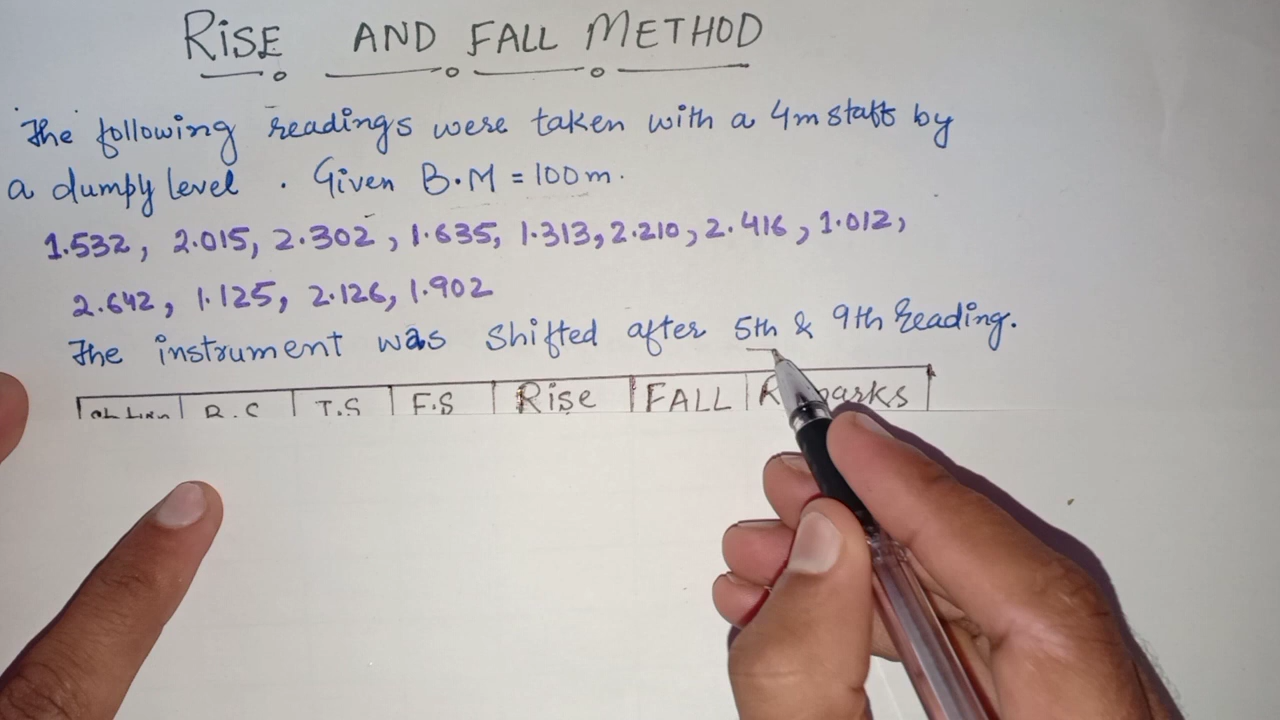 RISE AND FALL METHOD
The following readings were taken with a 4m staff by
a dumpy level . Given B.M = 100m.
1.532, 2.015, 2.302, 1.635, 1.313, 2.210, 2.416, 1.012,
2.642, 1.125, 2.126, 1.902
The instrument was shifted after 5th & 9th Reading.
B.S I.S F.S Rise FALL